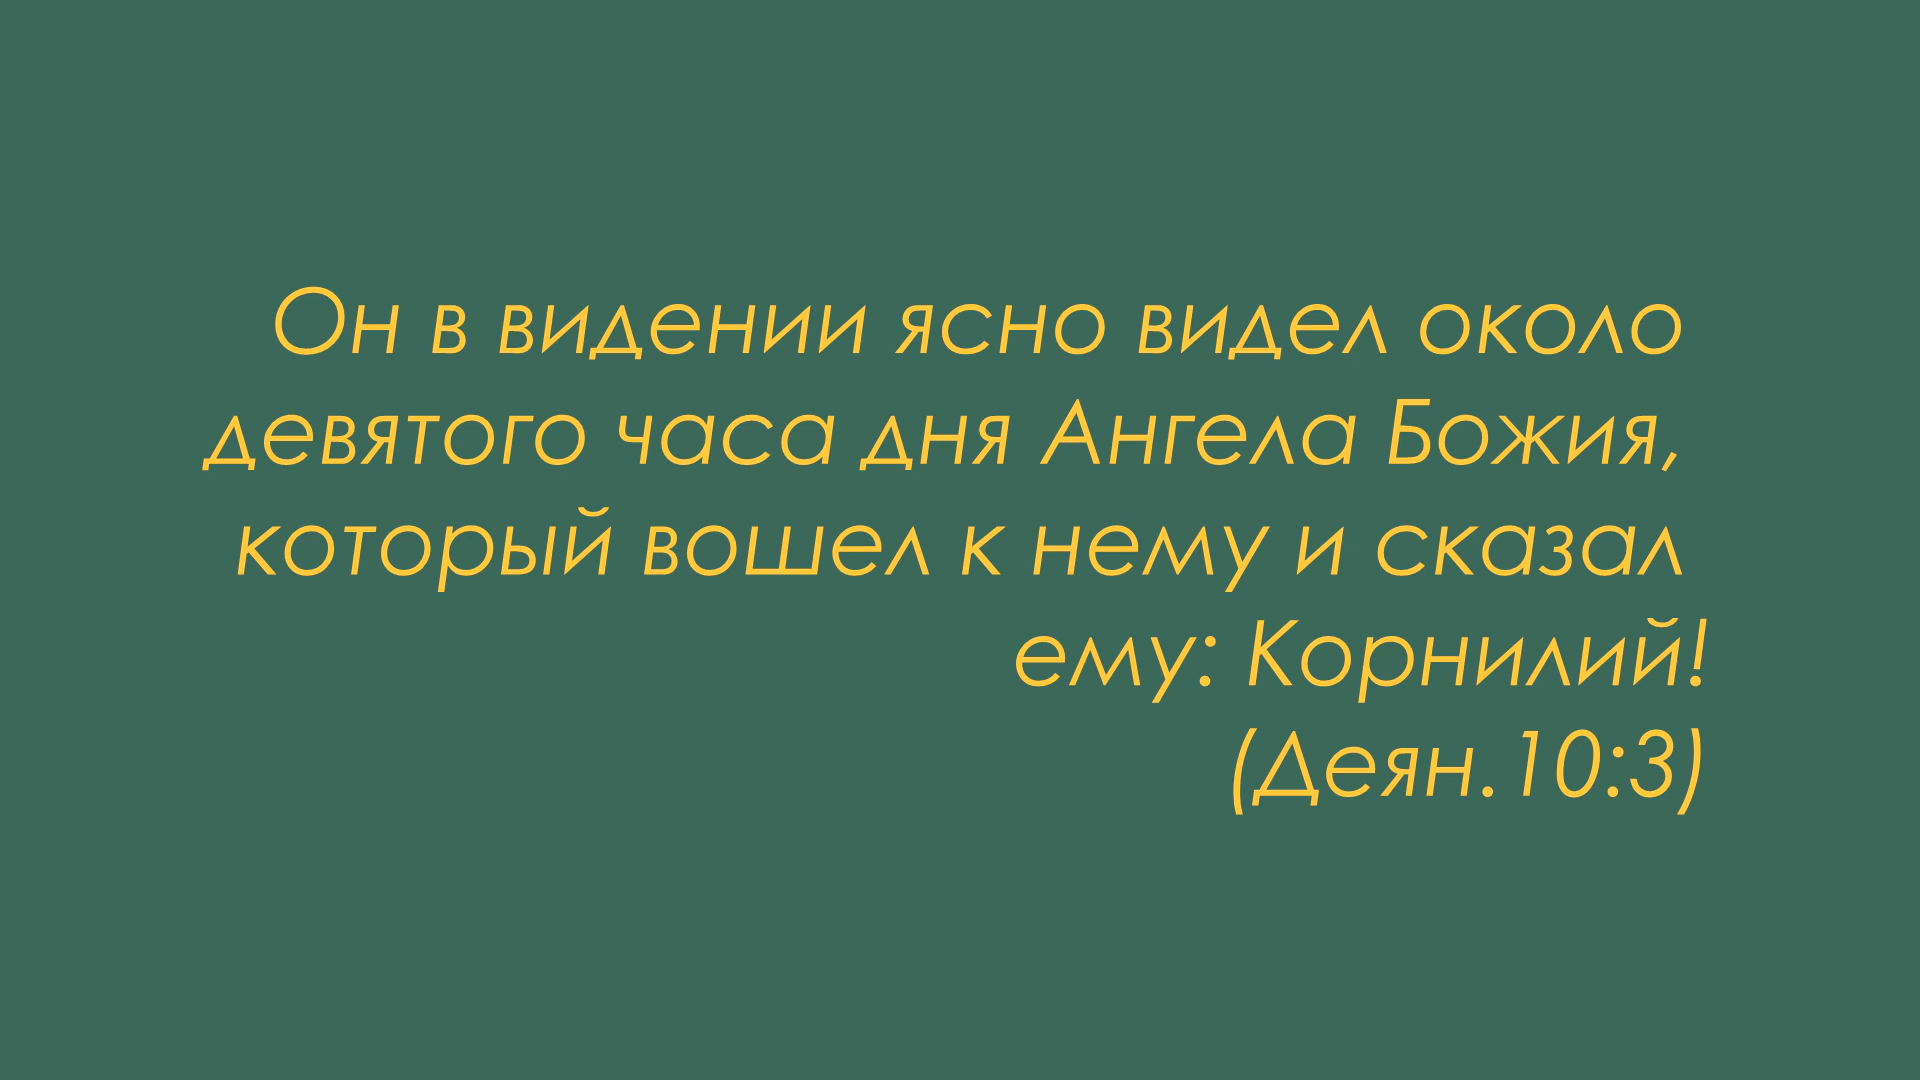 Он в видении ясно видел около
девятого часа дня Ангела Божия,
который вошел к нему и сказал
ему: Корнилий!
(Деян.10:3)